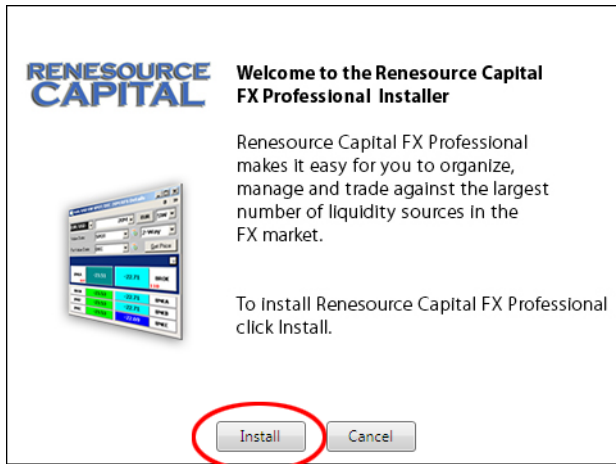 RENESOURCE
CAPITAL
Welcome to the Renesource Capital
FX Professional Installer
Renesource Capital FX Professional
makes it easy for you to organize,
manage and trade against the largest
number of liquidity sources in the
FX market.
To install Renesource Capital FX Professional
click Install.
Install
Cancel